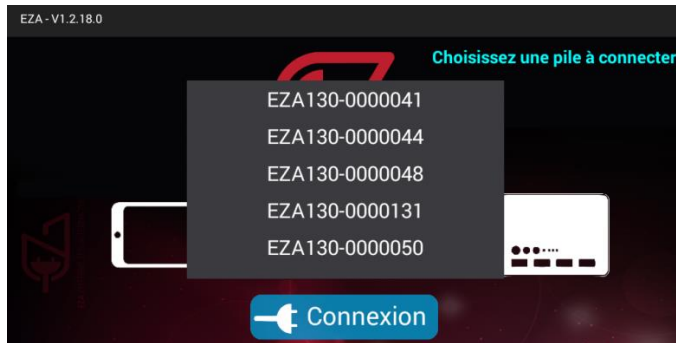 EZA - V1.2.18.0
Choisissez une pile à connecter
EZA130-0000041
EZA130-0000044
EZA130-0000048
EZA130-0000131
EZA130-0000050
Connexion